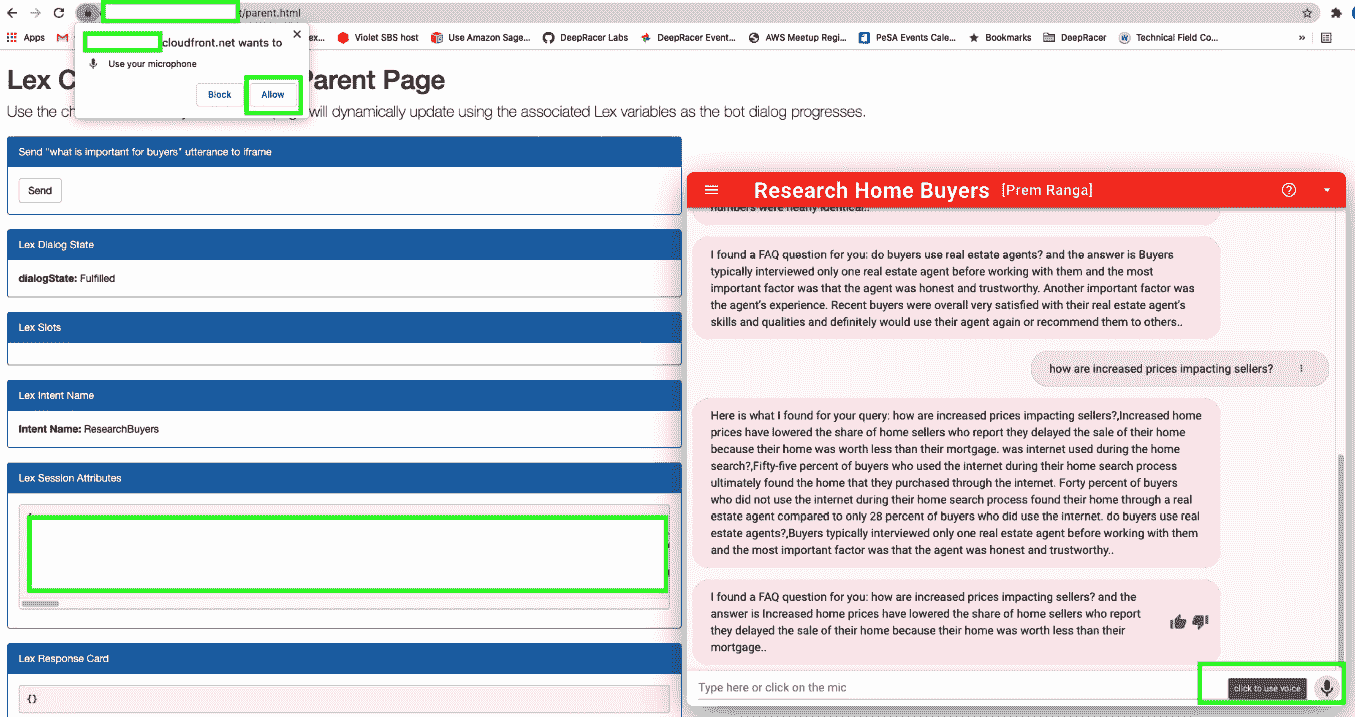 t/parent.html
cloudfront.net wants to
Use your microphone
Block
Allow
Apps
ex...
Violet SBS host
Use Amazon Sage...
DeepRacer Labs
DeepRacer Event...
AWS Meetup Regi...
PeSA Events Cale...
Bookmarks
DeepRacer
Technical Field Co...
»
Lex C
Parent Page
Use the ch
will dynamically update using the associated Lex variables as the bot dialog progresses.
Send "what is important for buyers" utterance to iframe
Send
Lex Dialog State
dialogState: Fulfilled
Lex Slots
Lex Intent Name
Intent Name: ResearchBuyers
Lex Session Attributes
Lex Response Card
{}
Research Home Buyers [Prem Ranga]
numbers were nearly identical..
I found a FAQ question for you: do buyers use real estate agents? and the answer is Buyers
typically interviewed only one real estate agent before working with them and the most
important factor was that the agent was honest and trustworthy. Another important factor was
the agent's experience. Recent buyers were overall very satisfied with their real estate agent's
skills and qualities and definitely would use their agent again or recommend them to others..
how are increased prices impacting sellers?
Here is what I found for your query: how are increased prices impacting sellers?,Increased home
prices have lowered the share of home sellers who report they delayed the sale of their home
because their home was worth less than their mortgage. was internet used during the home
search?,Fifty-five percent of buyers who used the internet during their home search process
ultimately found the home that they purchased through the internet. Forty percent of buyers
who did not use the internet during their home search process found their home through a real
estate agent compared to only 28 percent of buyers who did use the internet. do buyers use real
estate agents?,Buyers typically interviewed only one real estate agent before working with them
and the most important factor was that the agent was honest and trustworthy..
I found a FAQ question for you: how are increased prices impacting sellers? and the
answer is Increased home prices have lowered the share of home sellers who report
they delayed the sale of their home because their home was worth less than their
mortgage..
Type here or click on the mic
click to use voice